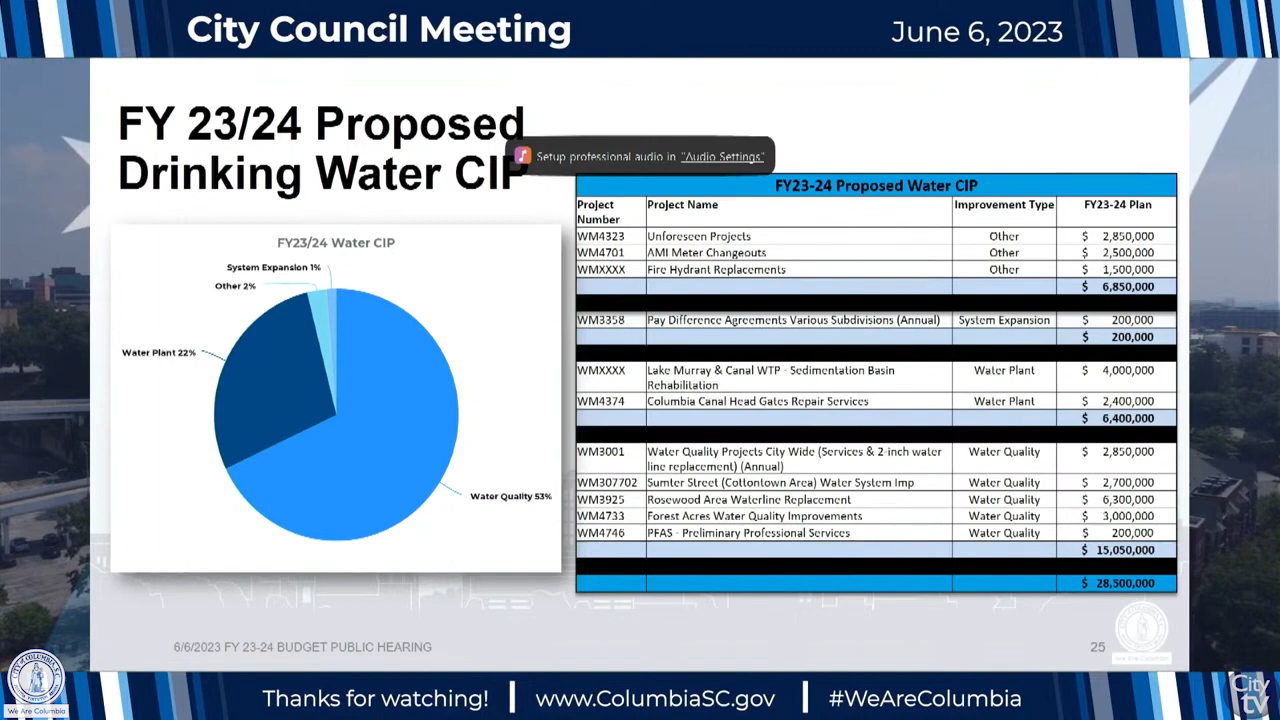 City Council Meeting
June 6, 2023
FY 23/24 Proposed
Drinking Water CIP
Setup professional audio in "Audio Settings"
FY23/24 Water CIP
System Expansion 1%
Other 2%
Water Plant 22%
Water Quality 53%
FY23-24 Proposed Water CIP
Project Number Project Name Improvement Type FY23-24 Plan
WM4323 Unforeseen Projects Other $ 2,850,000
WM4701 AMI Meter Changeouts Other $ 2,500,000
WMXXXX Fire Hydrant Replacements Other $ 1,500,000
$ 6,850,000
WM3358 Pay Difference Agreements Various Subdivisions (Annual) System Expansion $ 200,000
$ 200,000
WMXXXX Lake Murray & Canal WTP - Sedimentation Basin Water Plant $ 4,000,000
Rehabilitation
WM4374 Columbia Canal Head Gates Repair Services Water Plant $ 2,400,000
$ 6,400,000
WM3001 Water Quality Projects City Wide (Services & 2-inch water Water Quality $ 2,850,000
line replacement) (Annual)
WM307702 Sumter Street (Cottontown Area) Water System Imp Water Quality $ 2,700,000
WM3925 Rosewood Area Waterline Replacement Water Quality $ 6,300,000
WM4733 Forest Acres Water Quality Improvements Water Quality $ 3,000,000
WM4746 PFAS - Preliminary Professional Services Water Quality $ 200,000
$ 15,050,000
$ 28,500,000
6/6/2023 FY 23-24 BUDGET PUBLIC HEARING
25
We Are Columbia
We Are Columbia
Thanks for watching! | www.ColumbiaSC.gov | #WeAreColumbia
City
tv